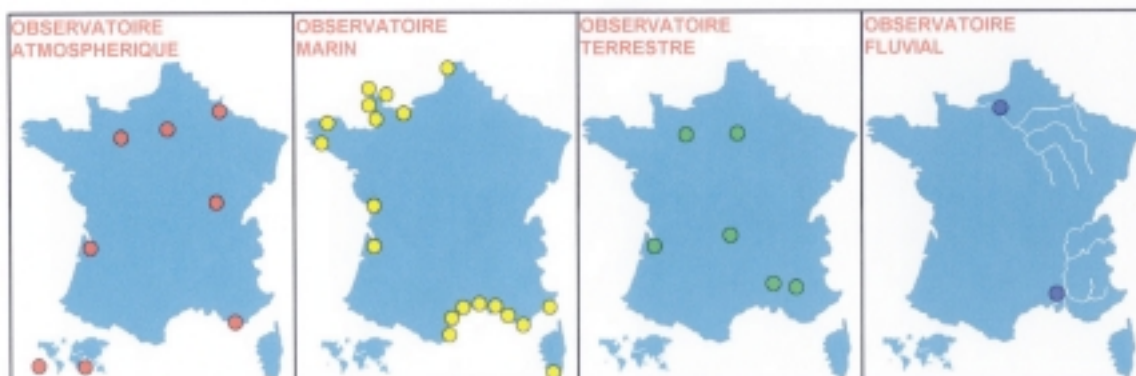 OBSERVATOIRE
ATMOSPHERIQUE
OBSERVATOIRE
MARIN
OBSERVATOIRE
TERRESTRE
OBSERVATOIRE
FLUVIAL